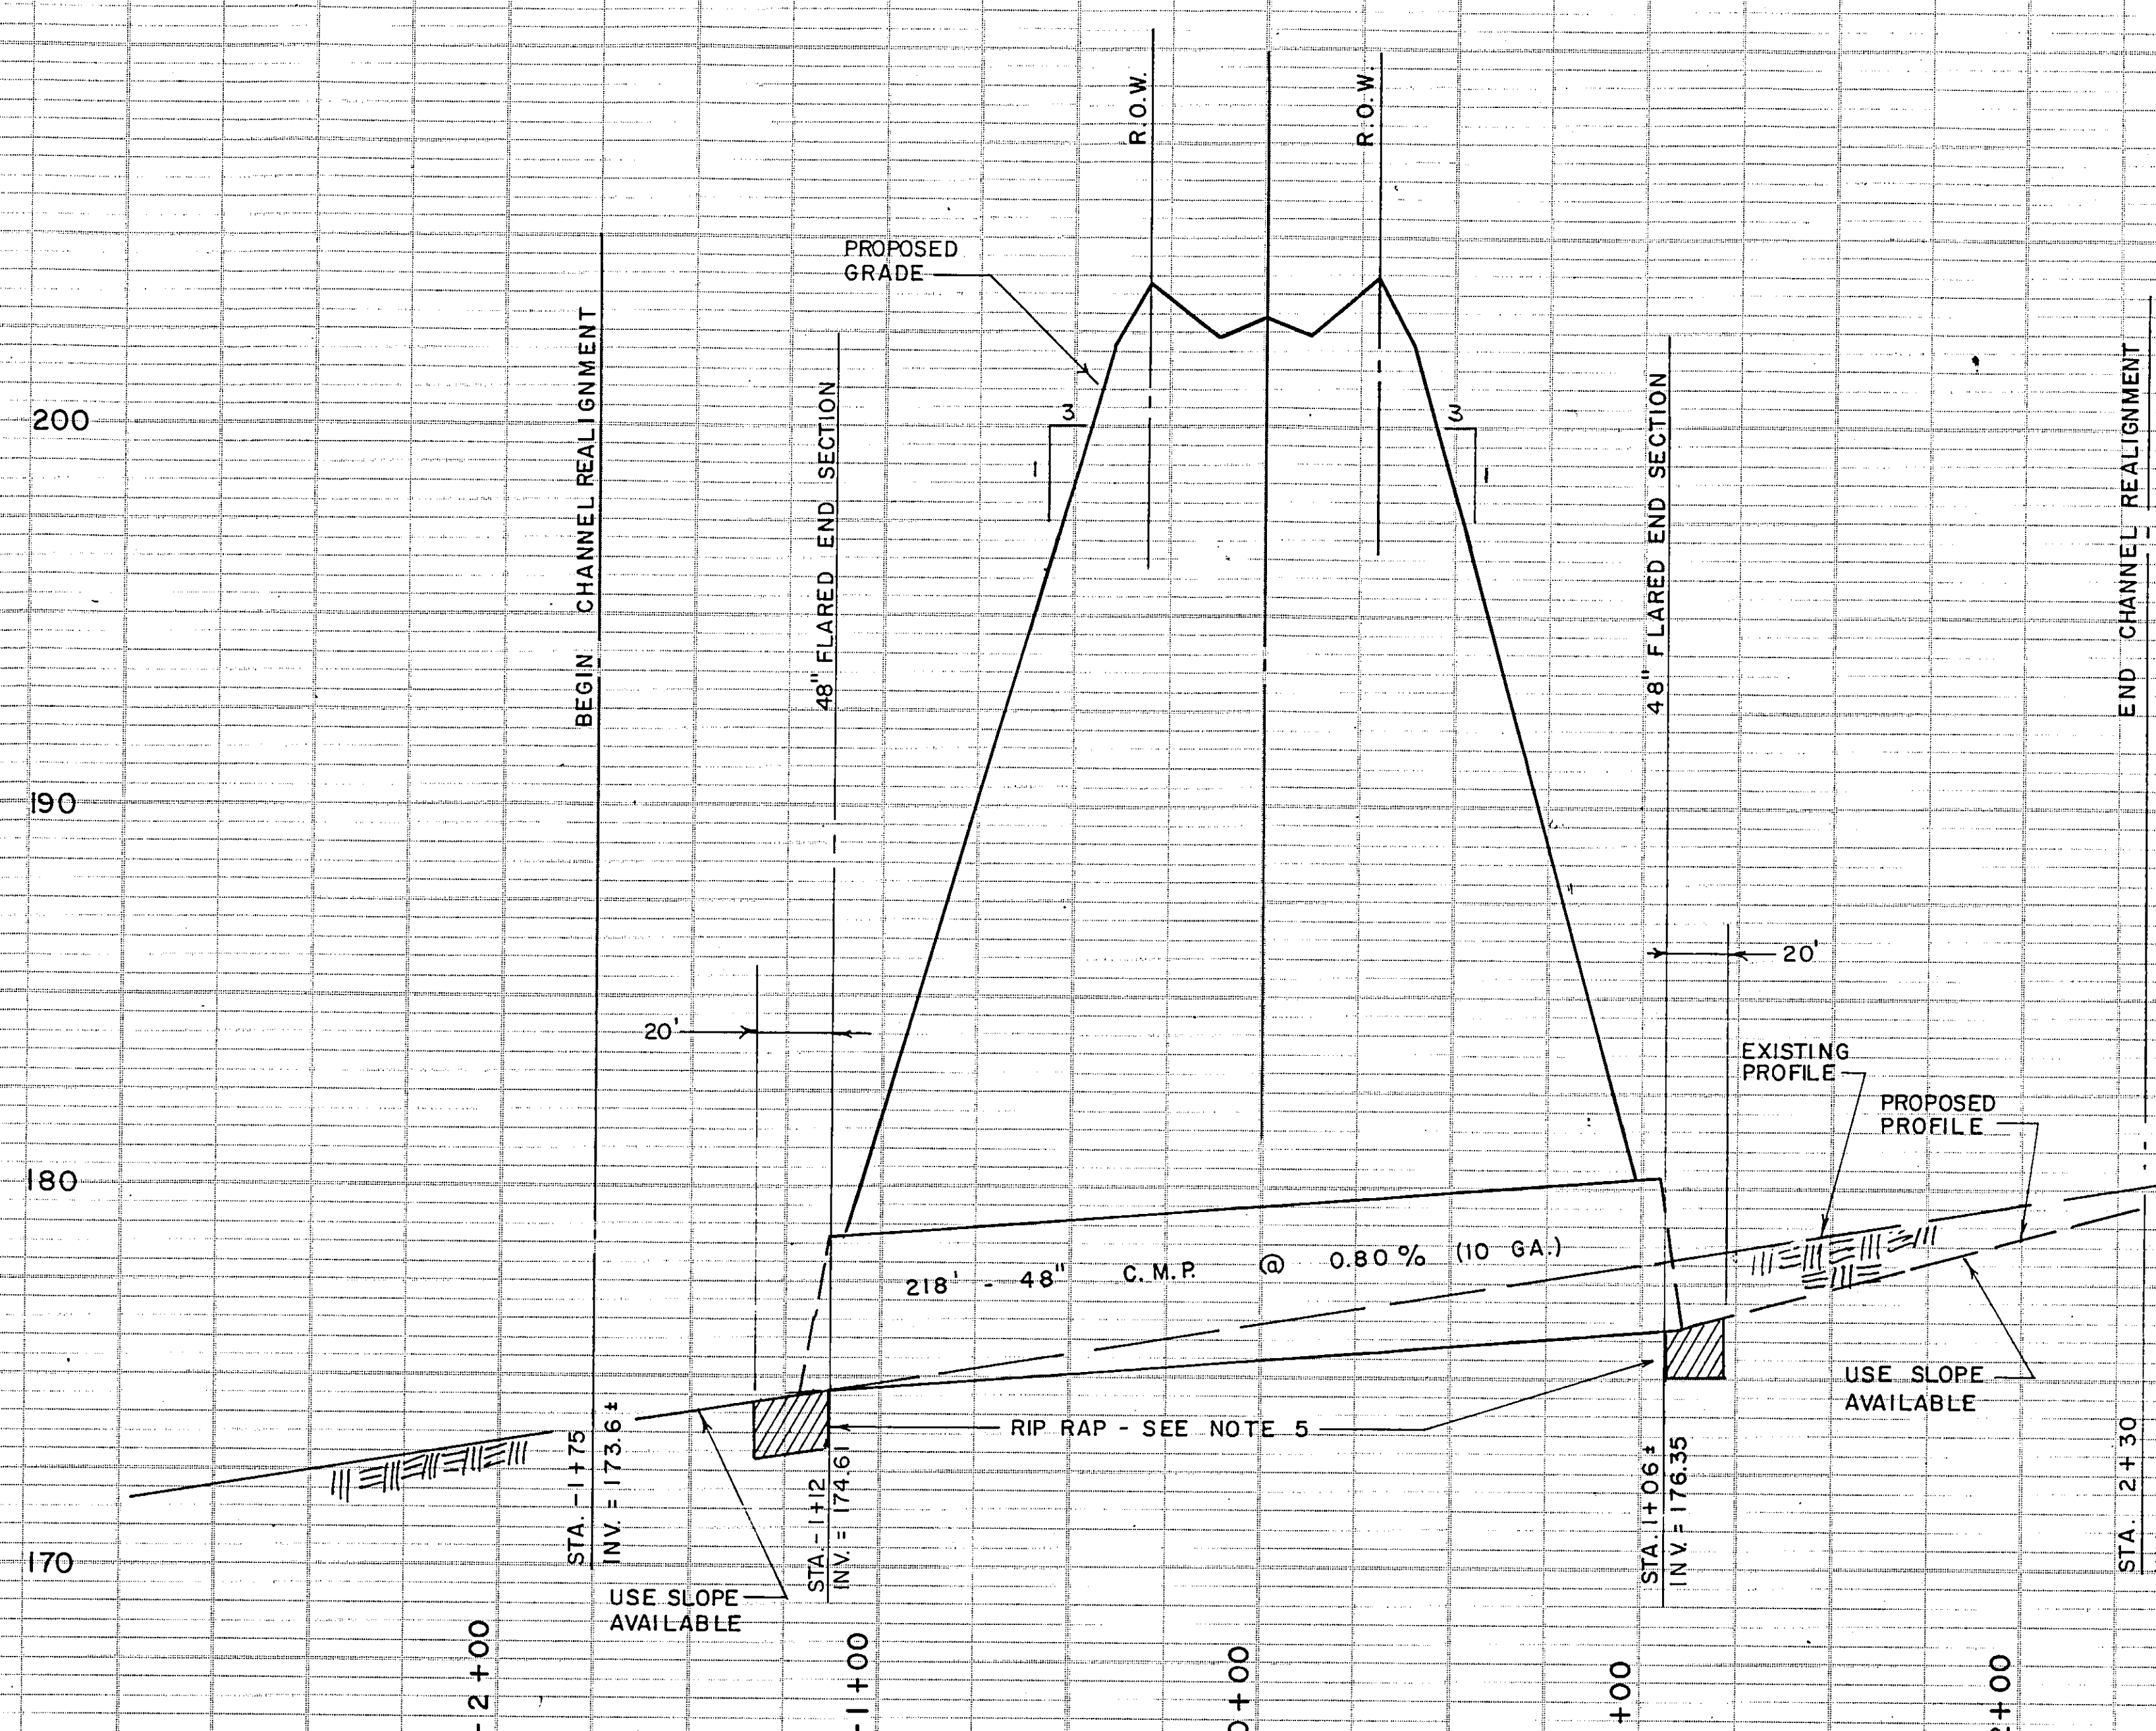 R.O.W.
R.O.W.
PROPOSED
GRADE
BEGIN CHANNEL REALIGNMENT
48" FLARED END SECTION
48" FLARED END SECTION
END CHANNEL REALIGNMENT
3
1
3
1
200
190
180
170
20'
20'
EXISTING
PROFILE
PROPOSED
PROFILE
218' - 48" C.M.P. @ 0.80% (10 GA.)
RIP RAP - SEE NOTE 5
USE SLOPE
AVAILABLE
USE SLOPE
AVAILABLE
STA. -1+75
INV. = 173.6±
STA. -1+12
INV. = 174.61
STA. 1+06±
INV. = 176.35
STA. 2+30
-2+00
-1+00
0+00
+00
2+00